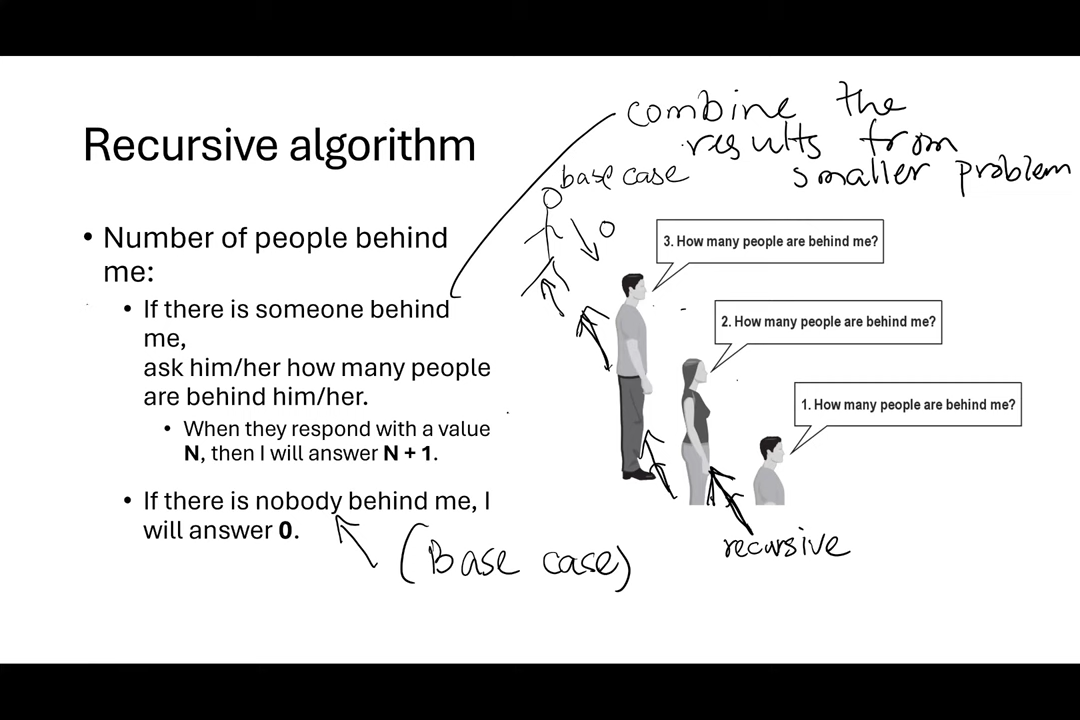 combine the
results from
smaller problem
Recursive algorithm
base case
0
• Number of people behind
me:
• If there is someone behind
me,
ask him/her how many people
are behind him/her.
• When they respond with a value
N, then I will answer N + 1.
• If there is nobody behind me, I
will answer 0.
(Base case)
3. How many people are behind me?
2. How many people are behind me?
1. How many people are behind me?
recursive